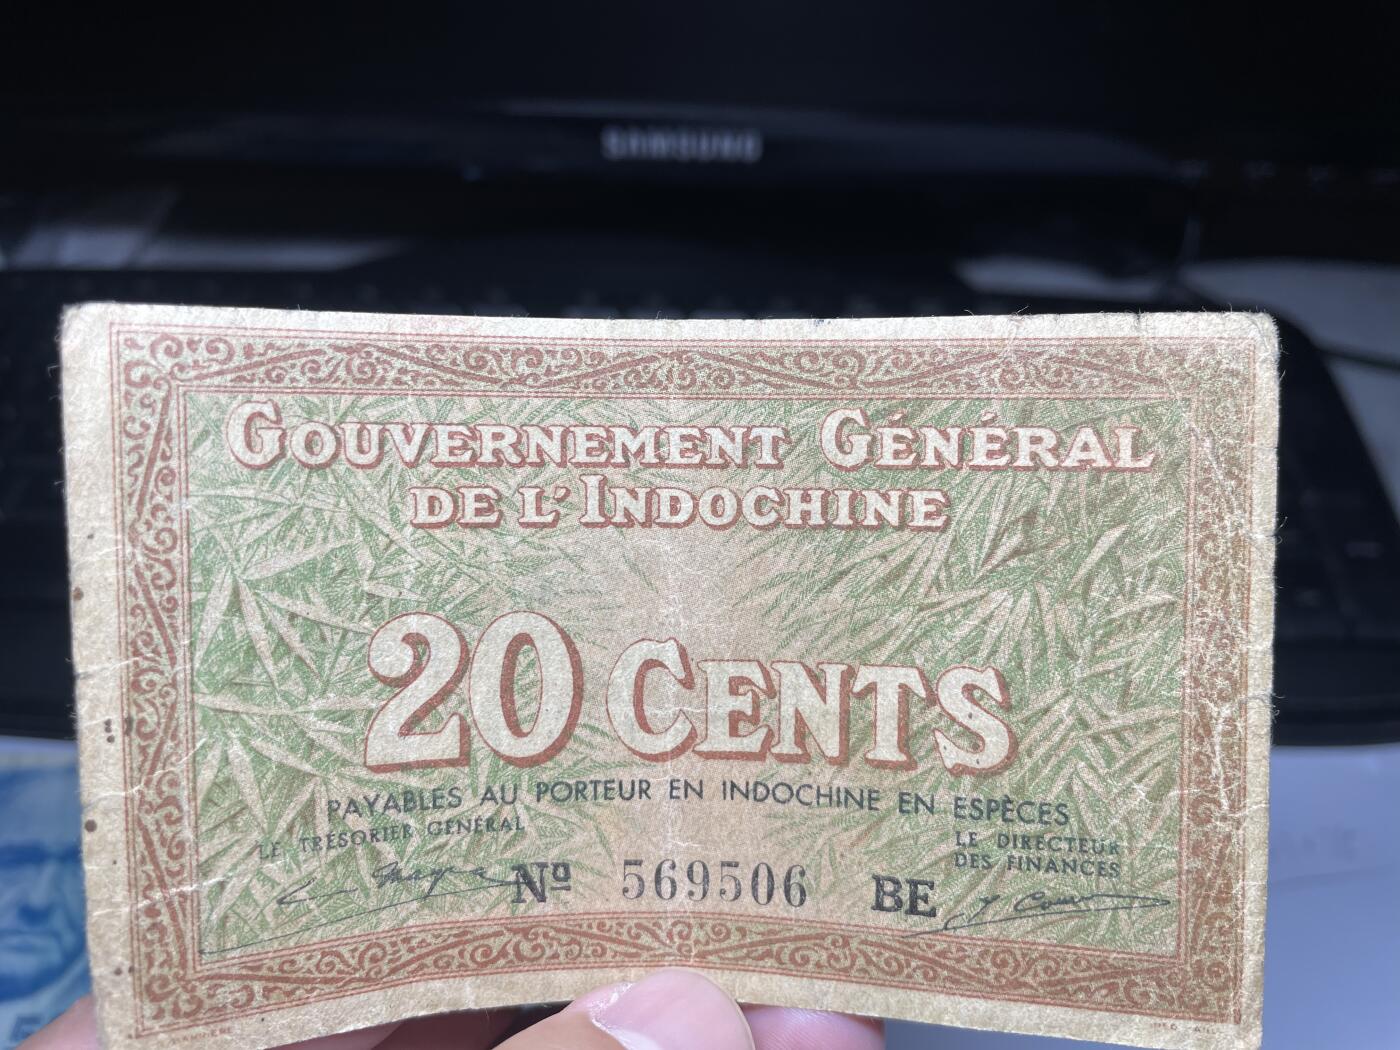 SAMSUNG
GOUVERNEMENT GÉNÉRAL
DE L'INDOCHINE
20 CENTS
PAYABLES AU PORTEUR EN INDOCHINE EN ESPÈCES
LE TRÉSORIER GÉNÉRAL
LE DIRECTEUR
DES FINANCES
Nº 569506 BE